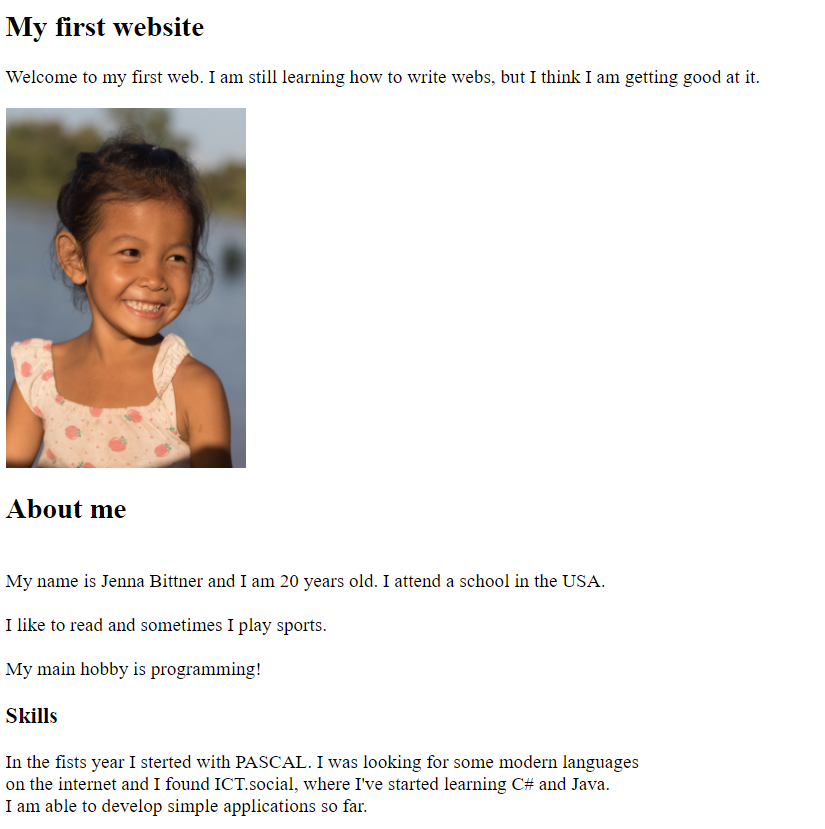 My first website
Welcome to my first web. I am still learning how to write webs, but I think I am getting good at it.
About me
My name is Jenna Bittner and I am 20 years old. I attend a school in the USA.
I like to read and sometimes I play sports.
My main hobby is programming!
Skills
In the fists year I sterted with PASCAL. I was looking for some modern languages
on the internet and I found ICT.social, where I've started learning C# and Java.
I am able to develop simple applications so far.